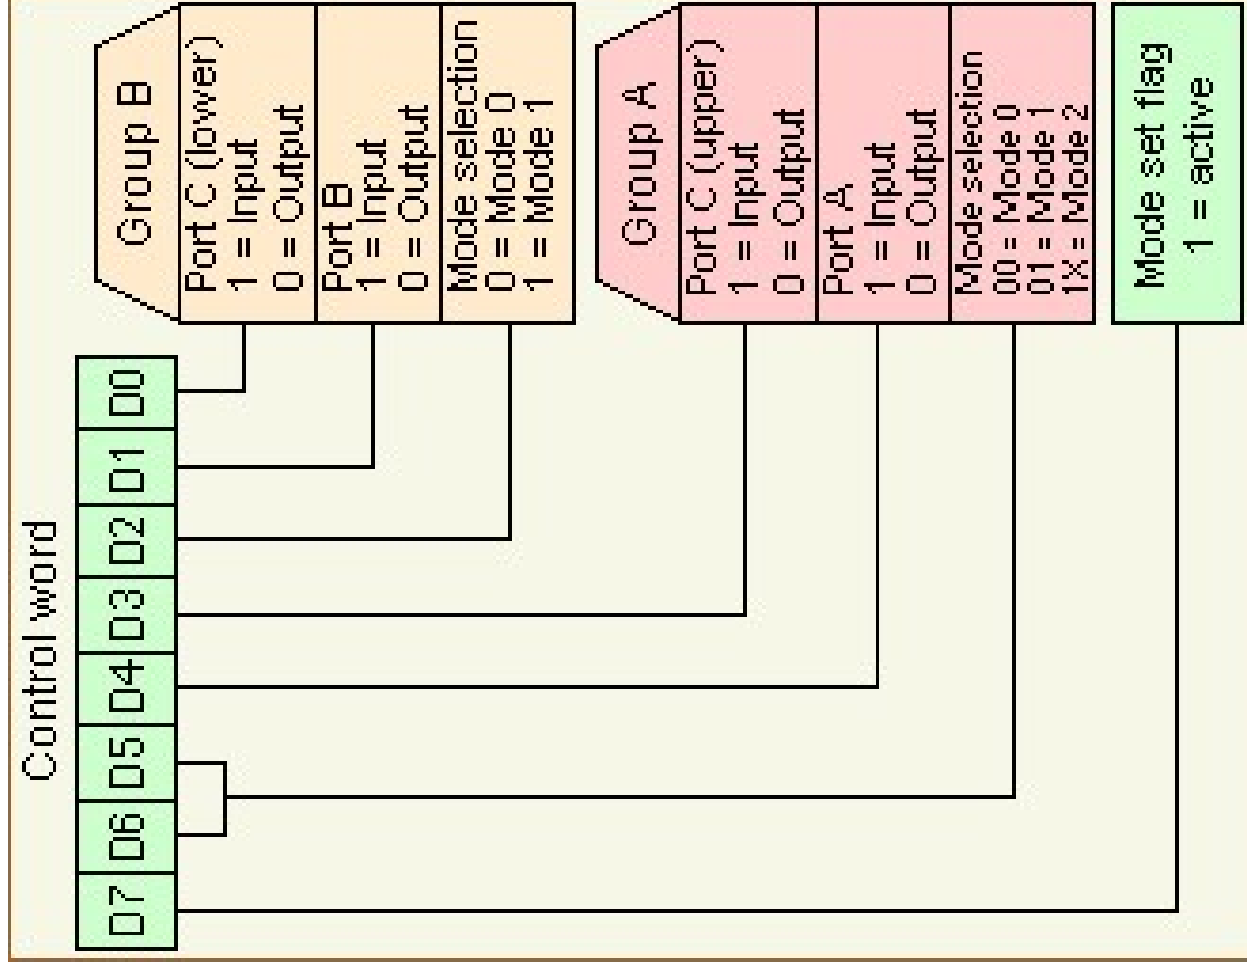 Control word
D7 D6 D5 D4 D3 D2 D1 D0
Group B
Port C (lower)
1 = Input
0 = Output
Port B
1 = Input
0 = Output
Mode selection
0 = Mode 0
1 = Mode 1
Group A
Port C (upper)
1 = Input
0 = Output
Port A
1 = Input
0 = Output
Mode selection
00 = Mode 0
01 = Mode 1
1X = Mode 2
Mode set flag
1 = active